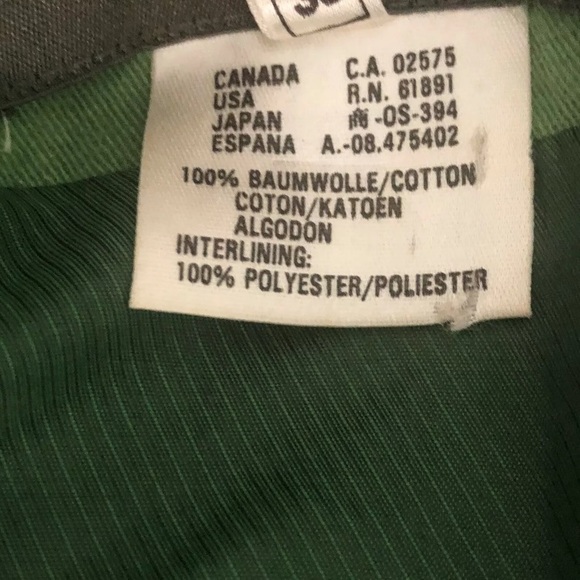 CANADA C.A. 02575
USA R.N. 61891
JAPAN -OS-394
ESPANA A.-08.475402
100% BAUMWOLLE/COTTON
COTON/KATOEN
ALGODON
INTERLINING:
100% POLYESTER/POLIESTER